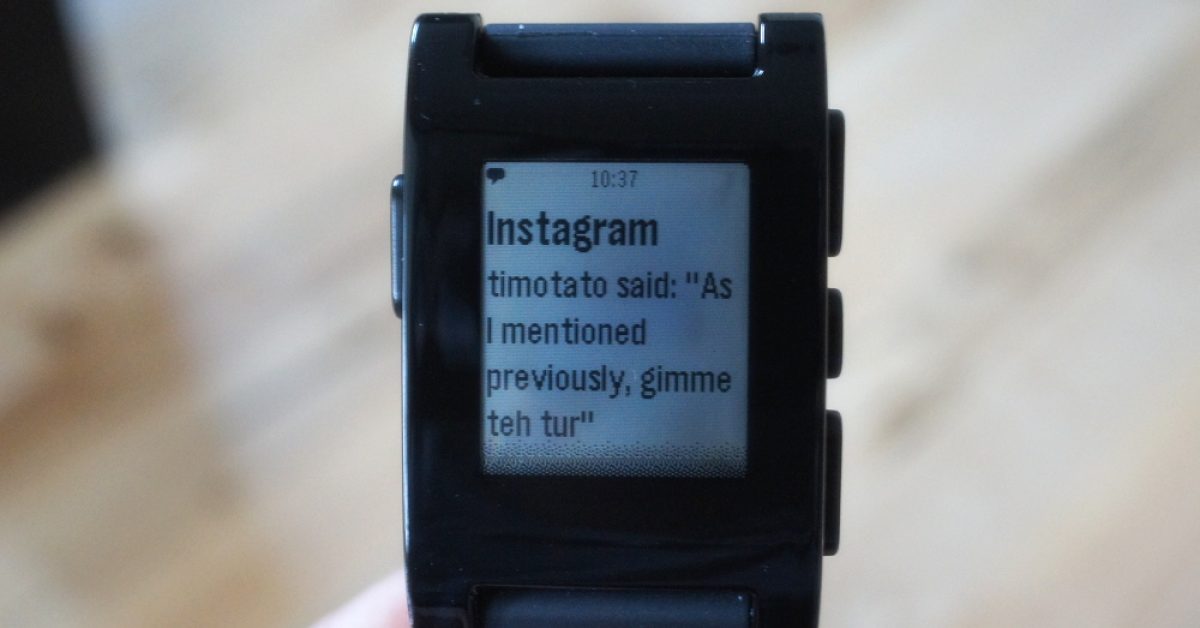 10:37
Instagram
timotato said: "As
I mentioned
previously, gimme
teh tur"